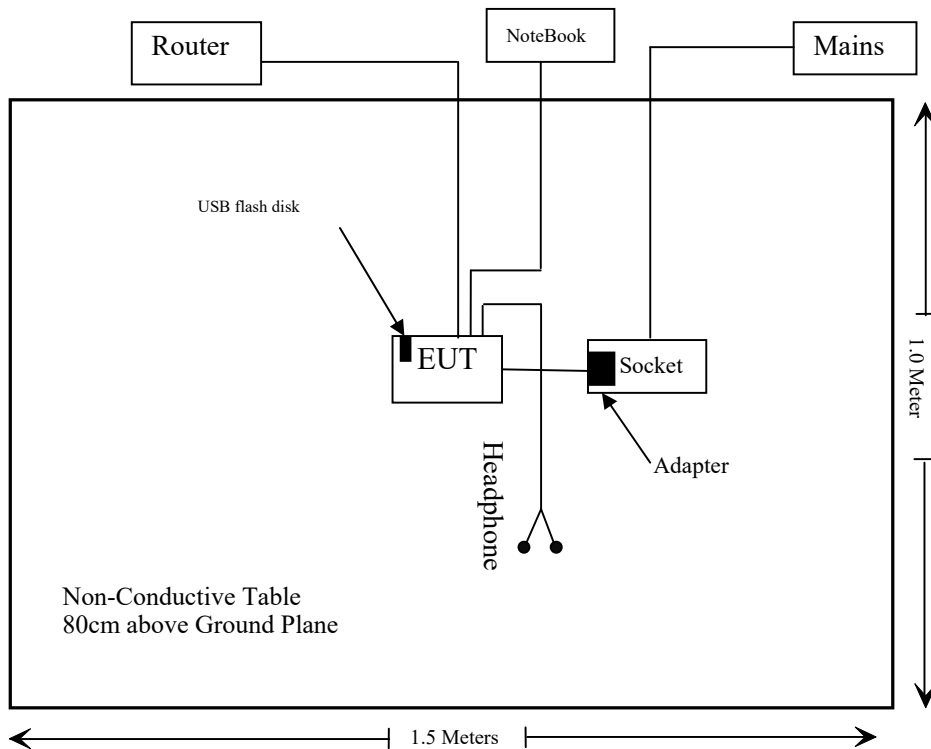 Router
NoteBook
Mains
USB flash disk
EUT
Socket
1.0 Meter
Headphone
Adapter
Non-Conductive Table
80cm above Ground Plane
1.5 Meters